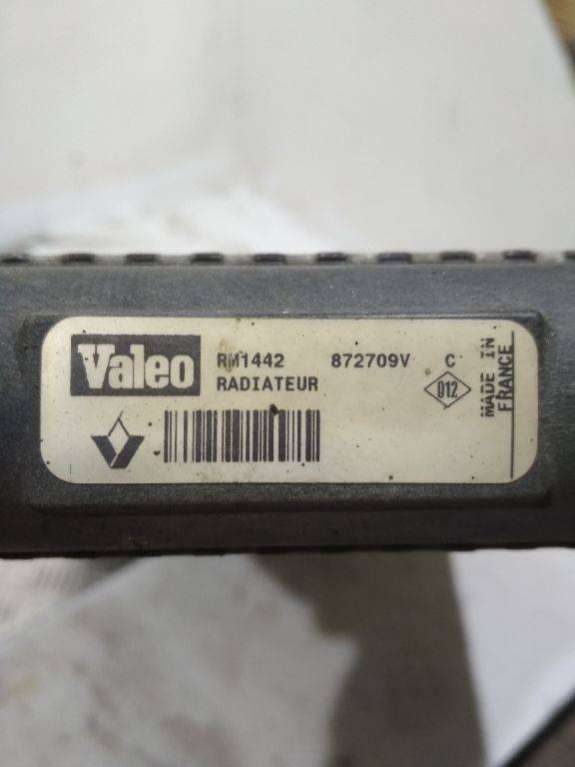 Valeo
RM1442 872709V C
RADIATEUR
012
MADE IN
FRANCE